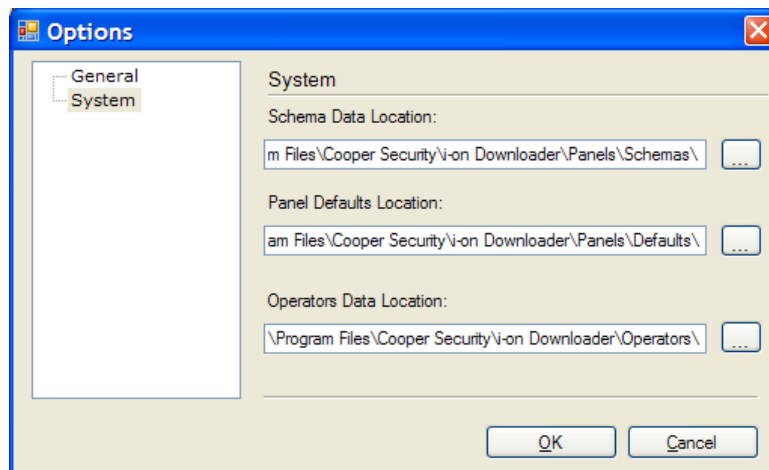 Options
General
System
System
Schema Data Location:
m Files\Cooper Security\i-on Downloader\Panels\Schemas\
...
Panel Defaults Location:
am Files\Cooper Security\i-on Downloader\Panels\Defaults\
...
Operators Data Location:
\Program Files\Cooper Security\i-on Downloader\Operators\
...
OK
Cancel